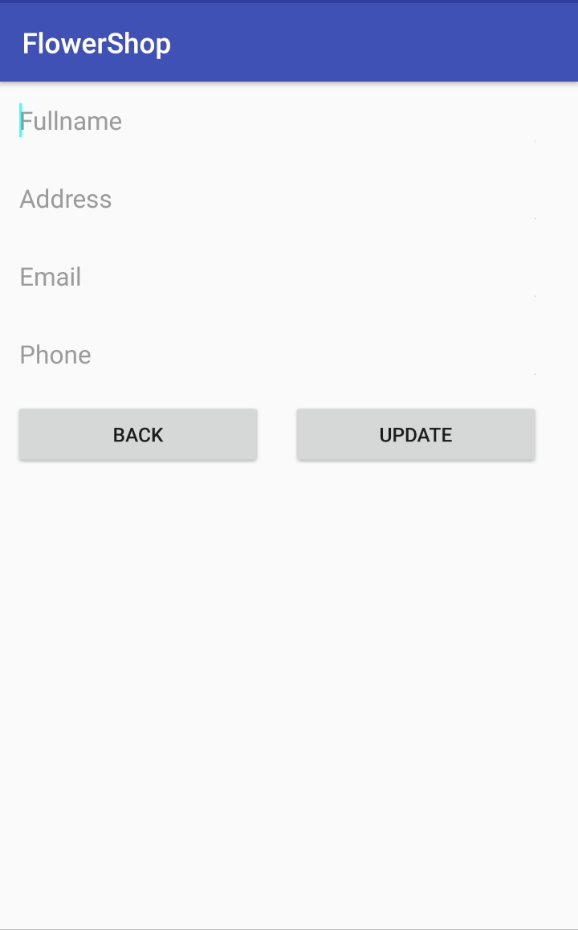 FlowerShop
Fullname
Address
Email
Phone
BACK UPDATE